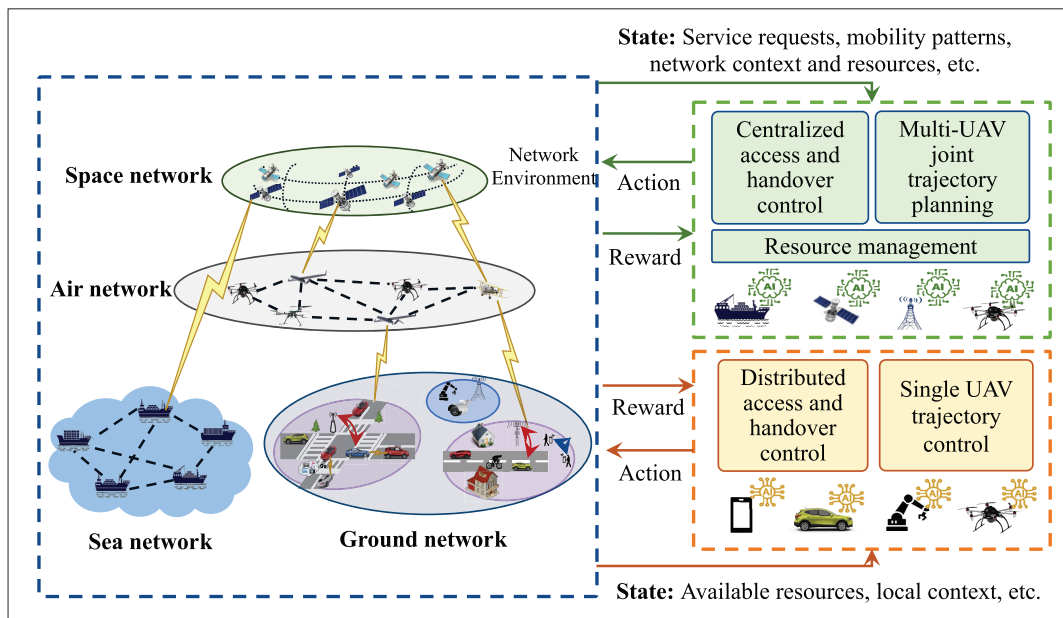 State: Service requests, mobility patterns,
network context and resources, etc.
Network
Environment
Space network
Air network
Sea network
Ground network
Action
Reward
Centralized
access and
handover
control
Multi-UAV
joint
trajectory
planning
Resource management
AI
AI
AI
AI
Reward
Action
Distributed
access and
handover
control
Single UAV
trajectory
control
AI
AI
AI
AI
State: Available resources, local context, etc.